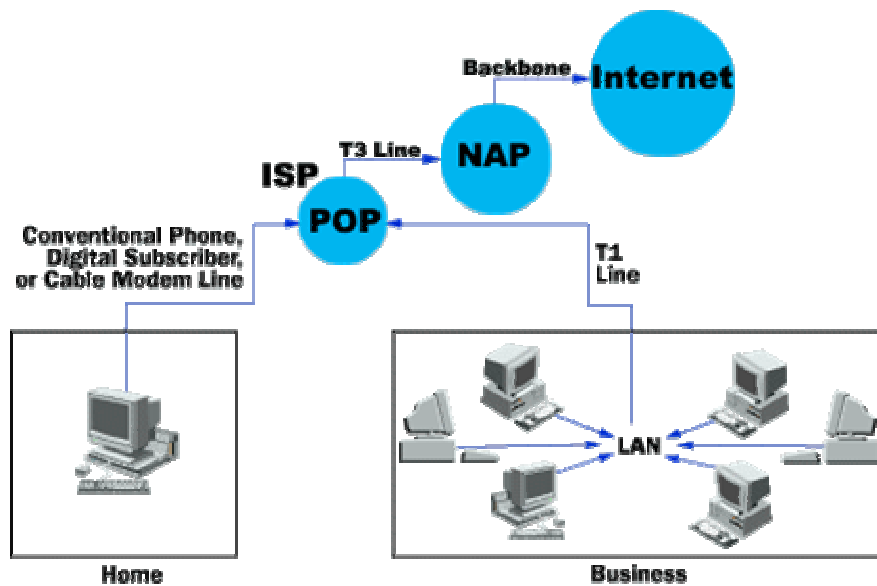 Backbone
Internet
T3 Line
NAP
ISP
POP
Conventional Phone,
Digital Subscriber,
or Cable Modem Line
T1
Line
LAN
Home
Business